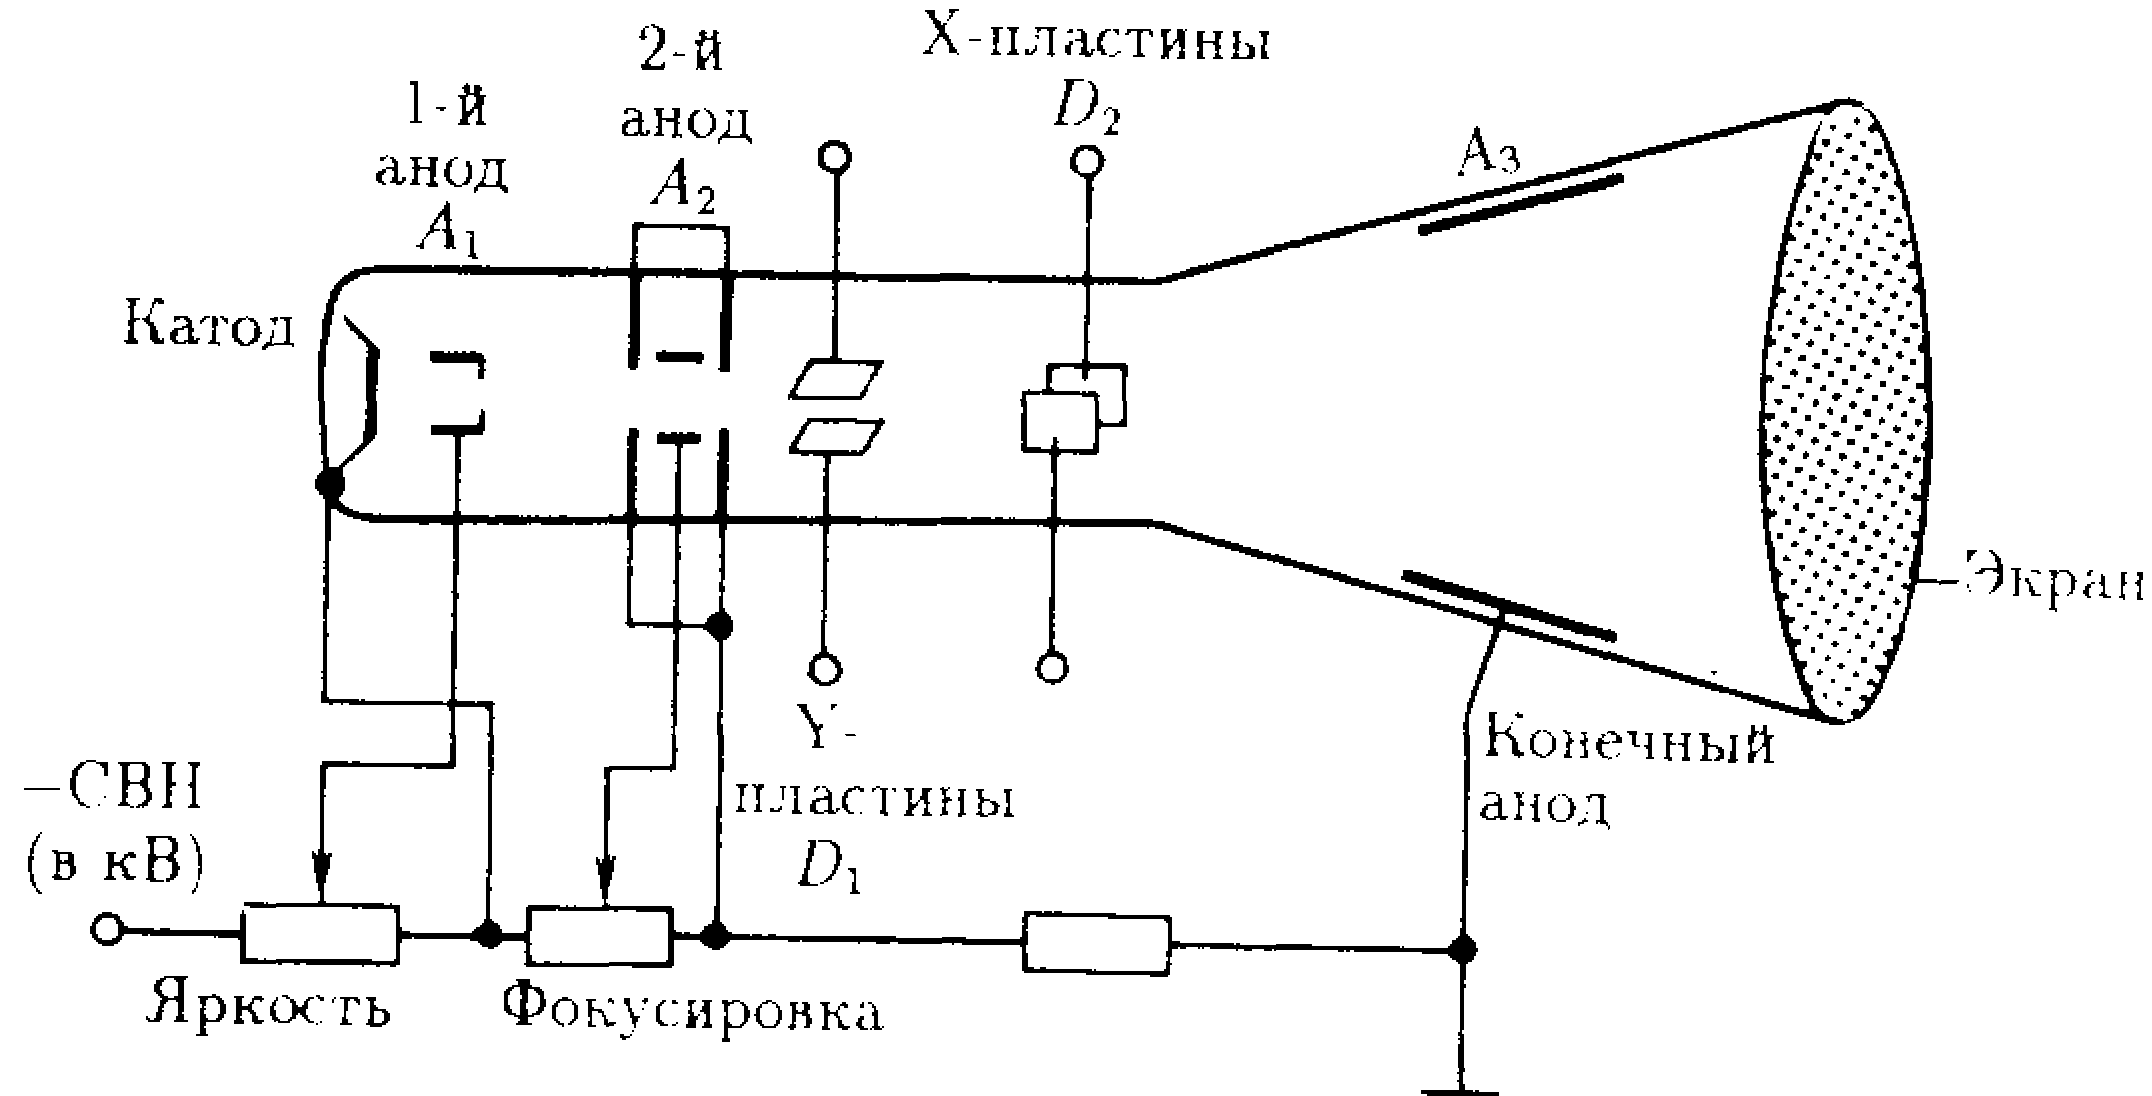 X-пластины
D₂
2-й
анод
A₂
1-й
анод
A₁
A₃
Катод
Экран
Y-
пластины
D₁
Конечный
анод
–СВН
(в кВ)
Яркость
Фокусировка